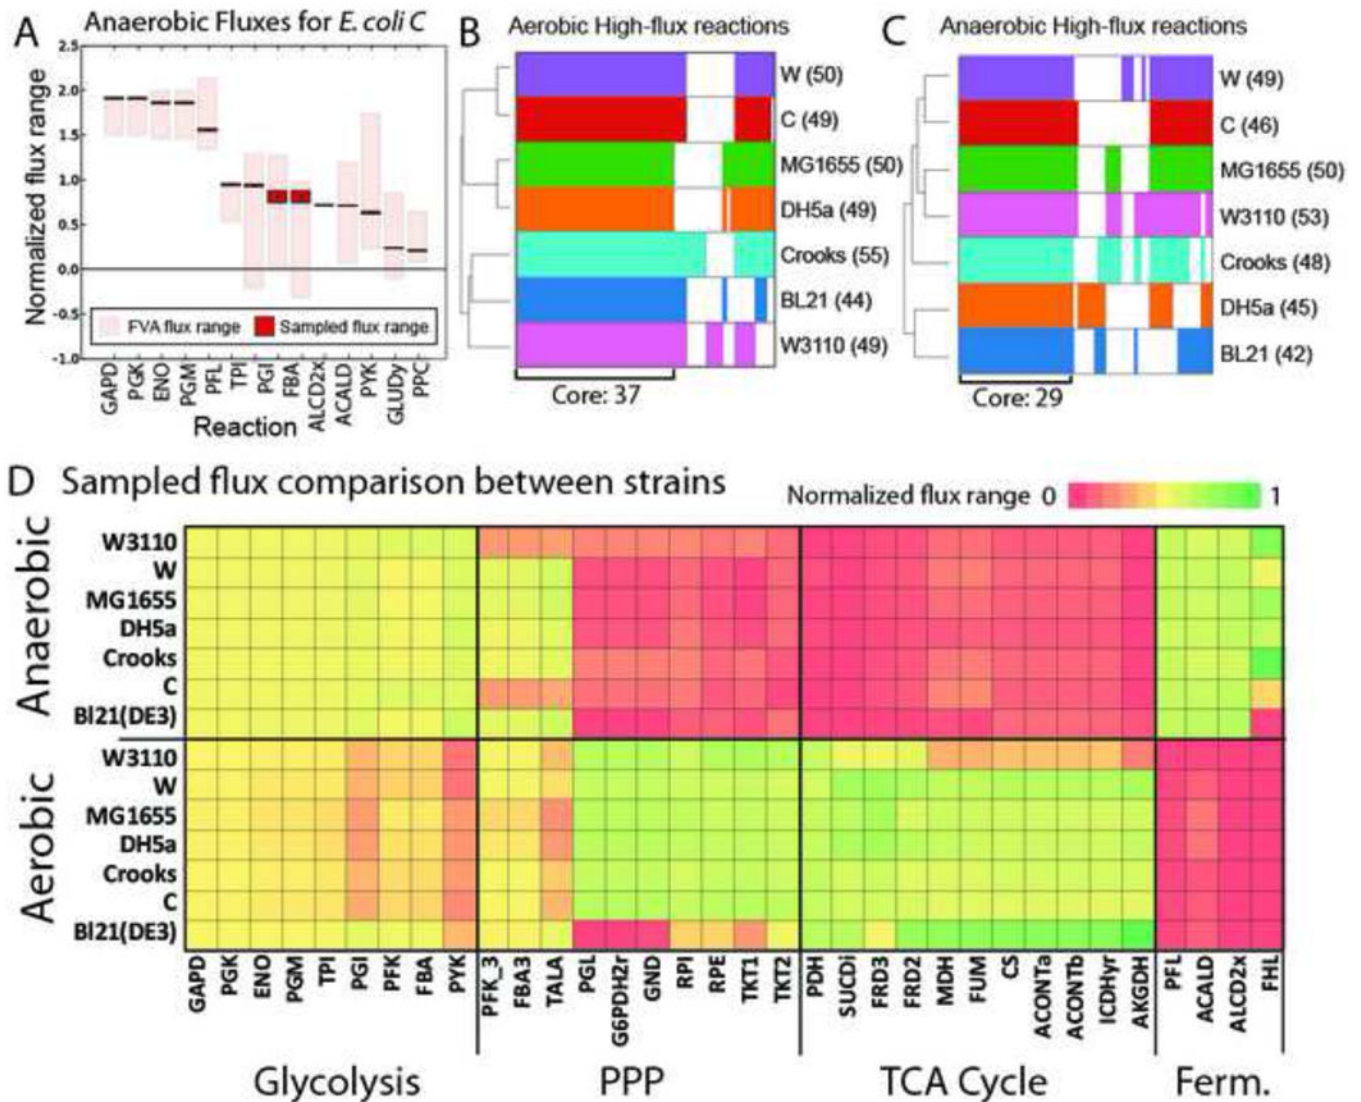 A Anaerobic Fluxes for E. coli C
Normalized flux range
2.5
2.0
1.5
1.0
0.5
0.0
-0.5
-1.0
FVA flux range
Sampled flux range
GAPD
PGK
ENO
PGM
PFL
TPI
PGI
FBA
ALCD2x
ACALD
PYK
GLUDy
PPC
Reaction
B Aerobic High-flux reactions
W (50)
C (49)
MG1655 (50)
DH5a (49)
Crooks (55)
BL21 (44)
W3110 (49)
Core: 37
C Anaerobic High-flux reactions
W (49)
C (46)
MG1655 (50)
W3110 (53)
Crooks (48)
DH5a (45)
BL21 (42)
Core: 29
D Sampled flux comparison between strains
Normalized flux range 0 1
Anaerobic
W3110
W
MG1655
DH5a
Crooks
C
Bl21(DE3)
Aerobic
W3110
W
MG1655
DH5a
Crooks
C
Bl21(DE3)
GAPD
PGK
ENO
PGM
TPI
PGI
PFK
FBA
PYK
PFK_3
FBA3
TALA
PGL
G6PDH2r
GND
RPI
RPE
TKT1
TKT2
PDH
SUCDi
FRD3
FRD2
MDH
FUM
CS
ACONTa
ACONTb
ICDHyr
AKGDH
PFL
ACALD
ALCD2x
FHL
Glycolysis
PPP
TCA Cycle
Ferm.